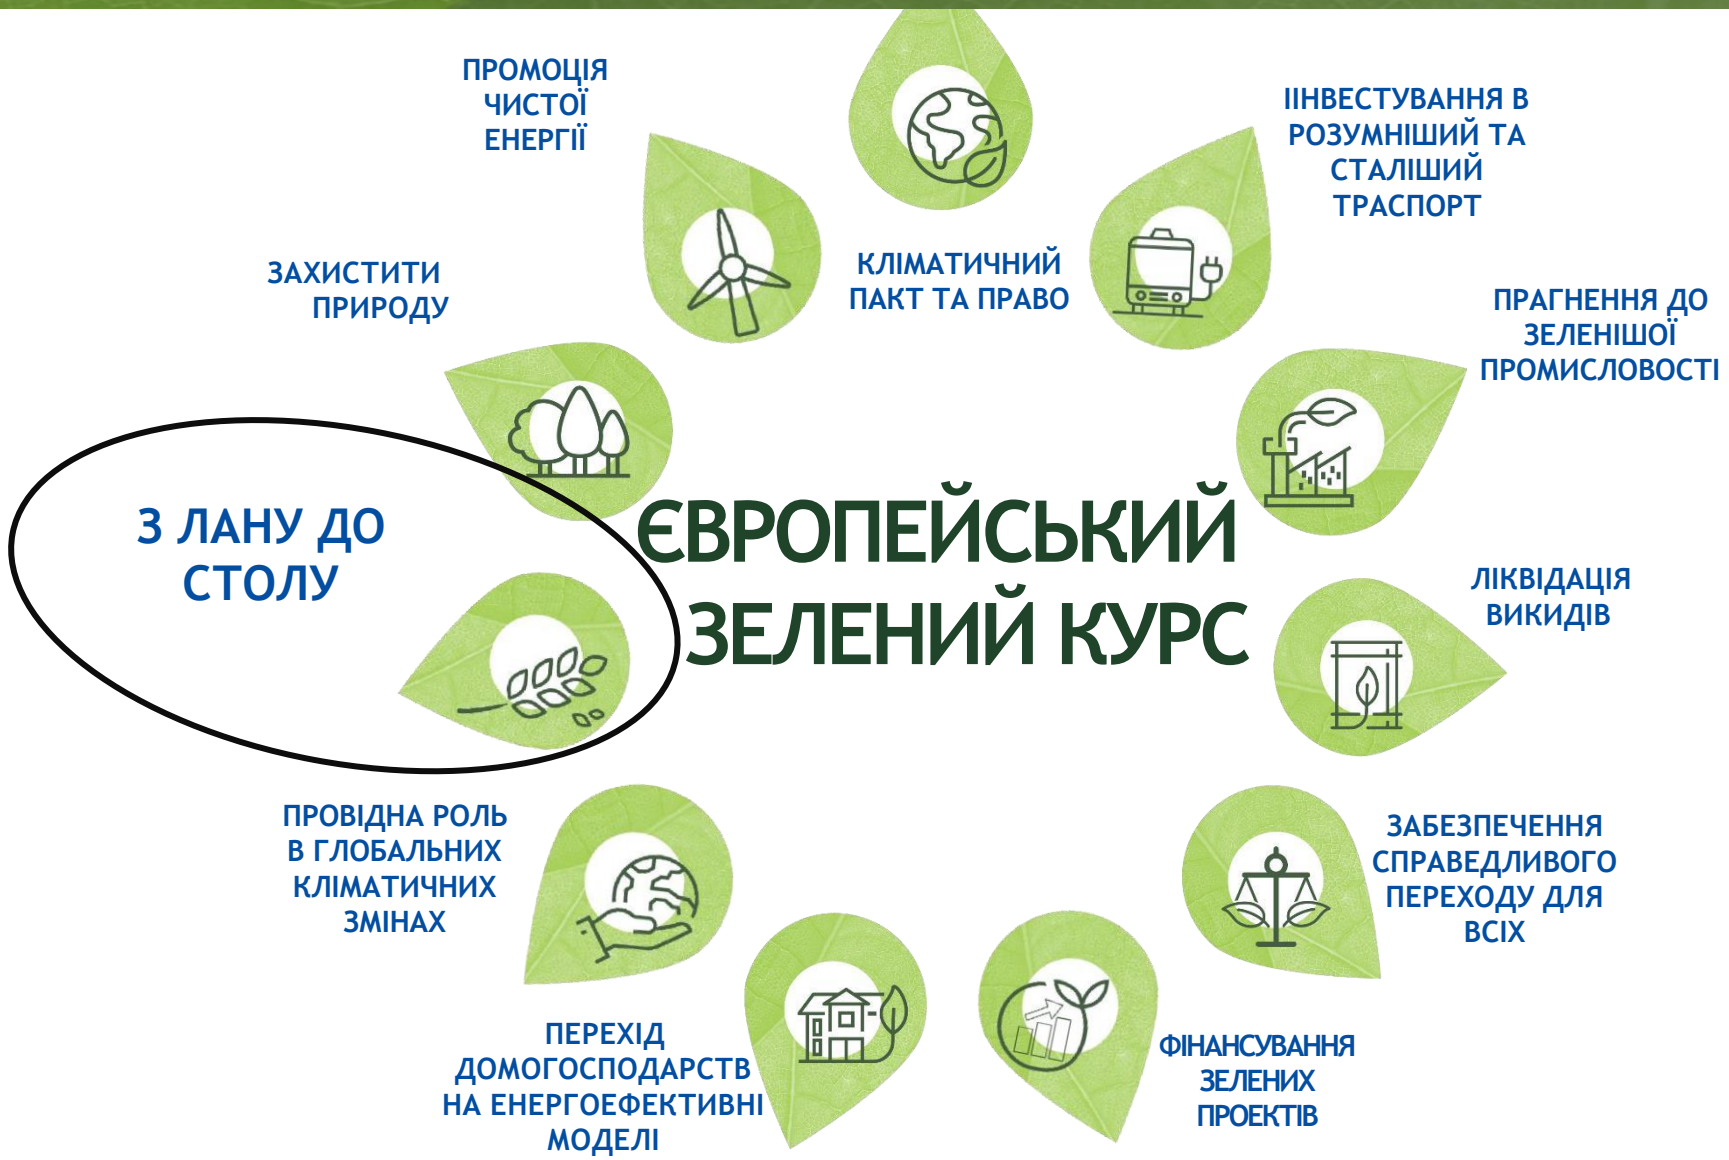 ПРОМОЦІЯ
ЧИСТОЇ
ЕНЕРГІЇ
ІІНВЕСТУВАННЯ В
РОЗУМНІШИЙ ТА
СТАЛІШИЙ
ТРАСПОРТ
КЛІМАТИЧНИЙ
ПАКТ ТА ПРАВО
ЗАХИСТИТИ
ПРИРОДУ
ПРАГНЕННЯ ДО
ЗЕЛЕНІШОЇ
ПРОМИСЛОВОСТІ
З ЛАНУ ДО
СТОЛУ
ЄВРОПЕЙСЬКИЙ
ЗЕЛЕНИЙ КУРС
ЛІКВІДАЦІЯ
ВИКИДІВ
ПРОВІДНА РОЛЬ
В ГЛОБАЛЬНИХ
КЛІМАТИЧНИХ
ЗМІНАХ
ЗАБЕЗПЕЧЕННЯ
СПРАВЕДЛИВОГО
ПЕРЕХОДУ ДЛЯ
ВСІХ
ПЕРЕХІД
ДОМОГОСПОДАРСТВ
НА ЕНЕРГОЕФЕКТИВНІ
МОДЕЛІ
ФІНАНСУВАННЯ
ЗЕЛЕНИХ
ПРОЕКТІВ